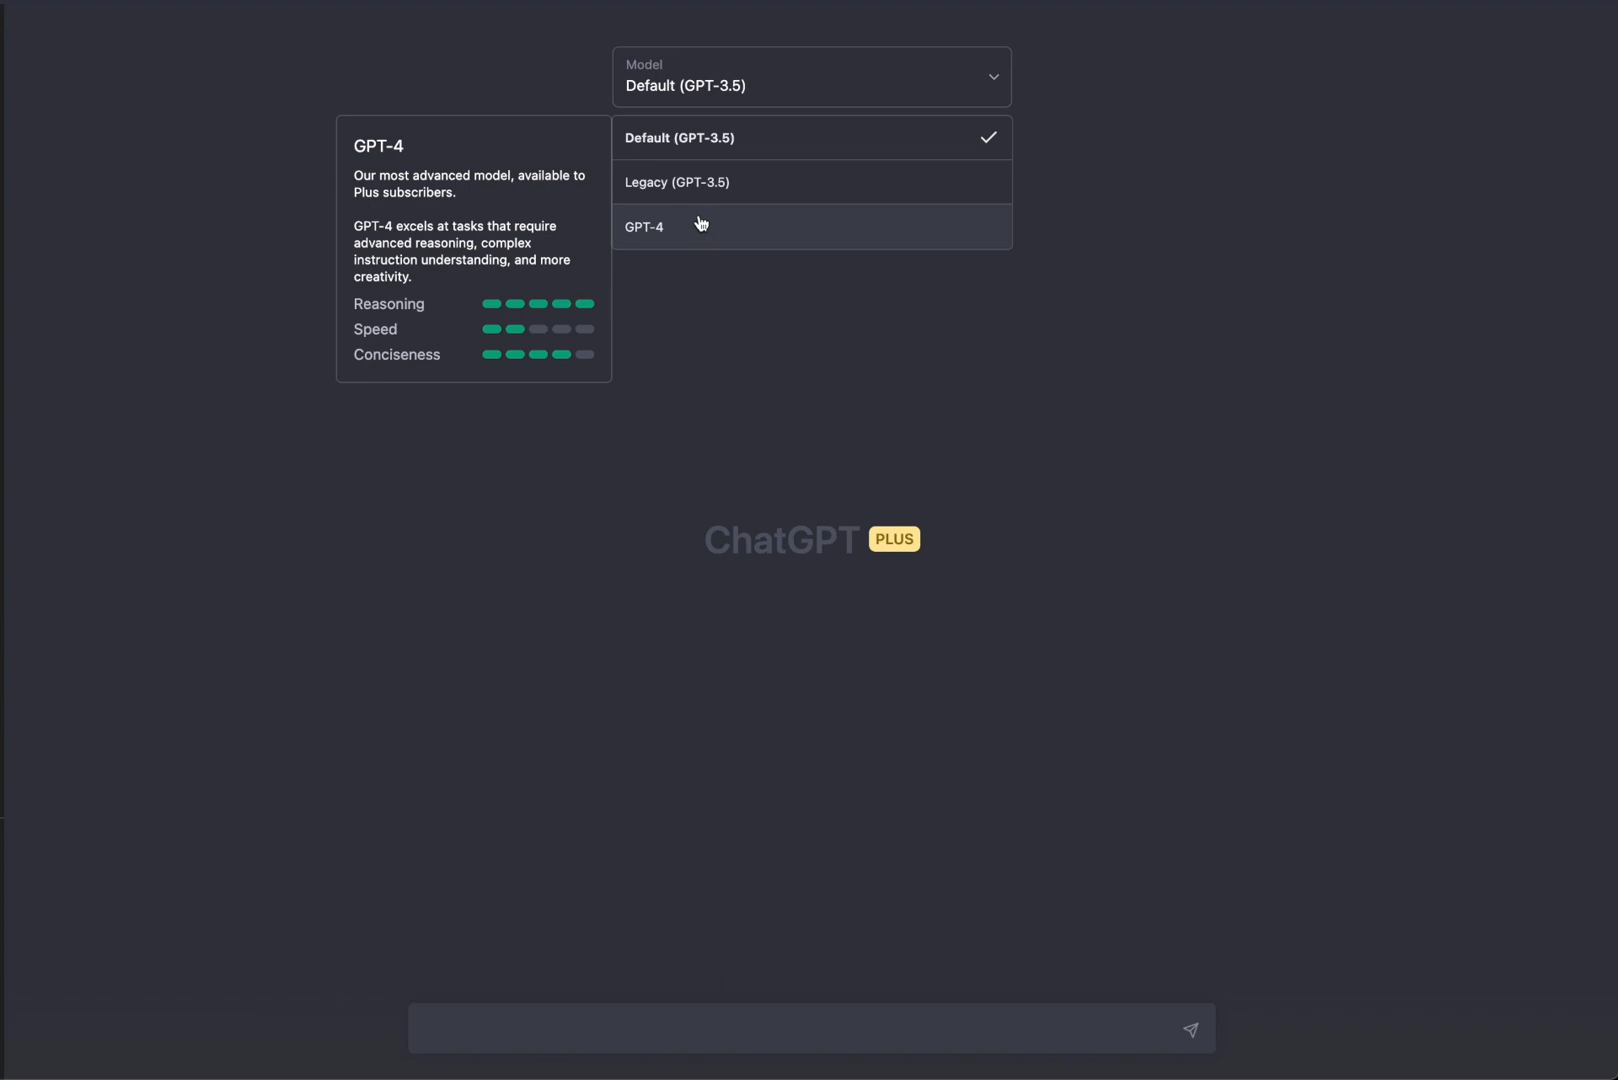 Model
Default (GPT-3.5)
Default (GPT-3.5)
Legacy (GPT-3.5)
GPT-4
GPT-4
Our most advanced model, available to
Plus subscribers.
GPT-4 excels at tasks that require
advanced reasoning, complex
instruction understanding, and more
creativity.
Reasoning
Speed
Conciseness
ChatGPT PLUS